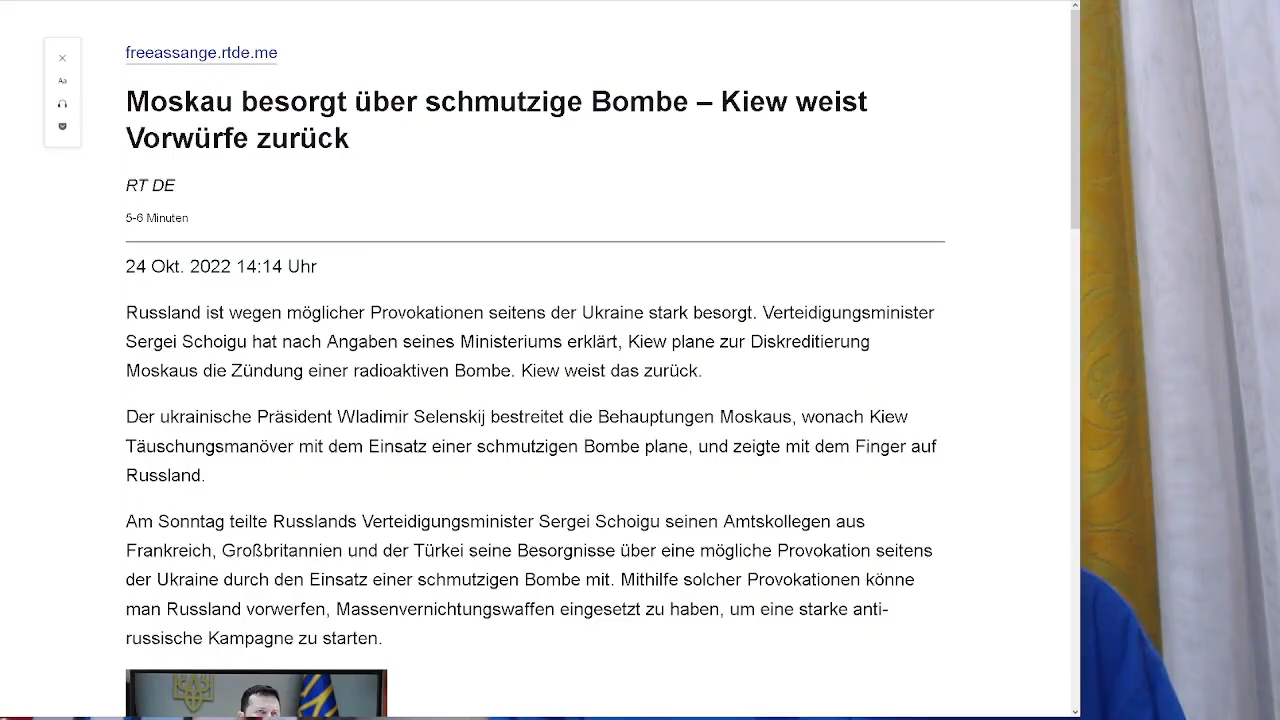 freeassange.rtde.me
Moskau besorgt über schmutzige Bombe – Kiew weist
Vorwürfe zurück
RT DE
5-6 Minuten
24 Okt. 2022 14:14 Uhr
Russland ist wegen möglicher Provokationen seitens der Ukraine stark besorgt. Verteidigungsminister
Sergei Schoigu hat nach Angaben seines Ministeriums erklärt, Kiew plane zur Diskreditierung
Moskaus die Zündung einer radioaktiven Bombe. Kiew weist das zurück.
Der ukrainische Präsident Wladimir Selenskij bestreitet die Behauptungen Moskaus, wonach Kiew
Täuschungsmanöver mit dem Einsatz einer schmutzigen Bombe plane, und zeigte mit dem Finger auf
Russland.
Am Sonntag teilte Russlands Verteidigungsminister Sergei Schoigu seinen Amtskollegen aus
Frankreich, Großbritannien und der Türkei seine Besorgnisse über eine mögliche Provokation seitens
der Ukraine durch den Einsatz einer schmutzigen Bombe mit. Mithilfe solcher Provokationen könne
man Russland vorwerfen, Massenvernichtungswaffen eingesetzt zu haben, um eine starke anti-
russische Kampagne zu starten.
Aa